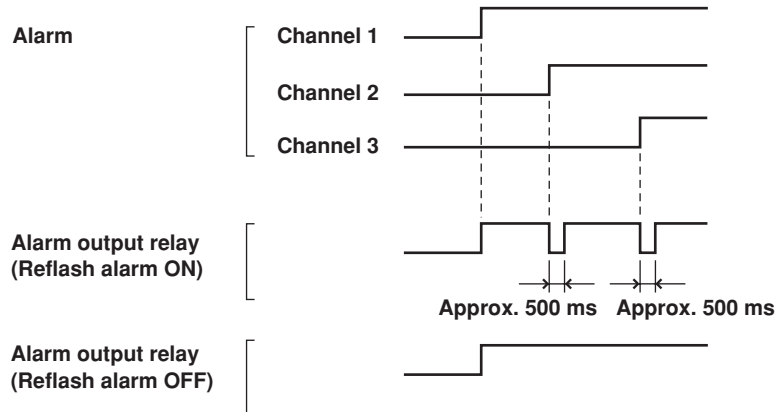 Alarm
Channel 1
Channel 2
Channel 3
Alarm output relay
(Reflash alarm ON)
Approx. 500 ms
Approx. 500 ms
Alarm output relay
(Reflash alarm OFF)